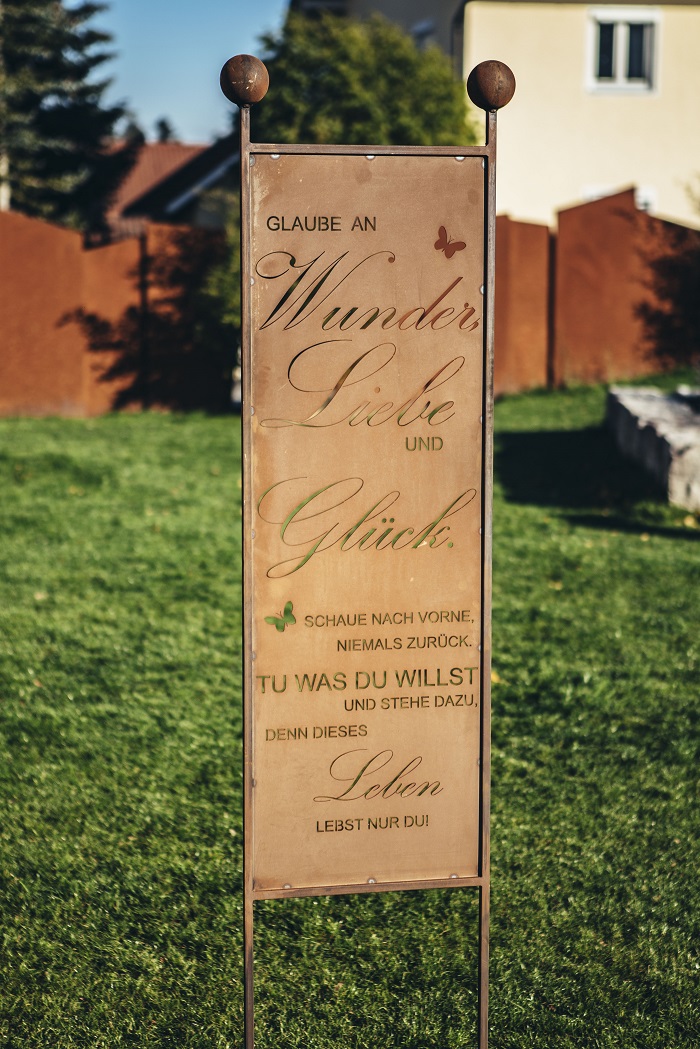 GLAUBE AN
Wunder,
Liebe
UND
Glück.
SCHAUE NACH VORNE,
NIEMALS ZURÜCK.
TU WAS DU WILLST
UND STEHE DAZU,
DENN DIESES
Leben
LEBST NUR DU!